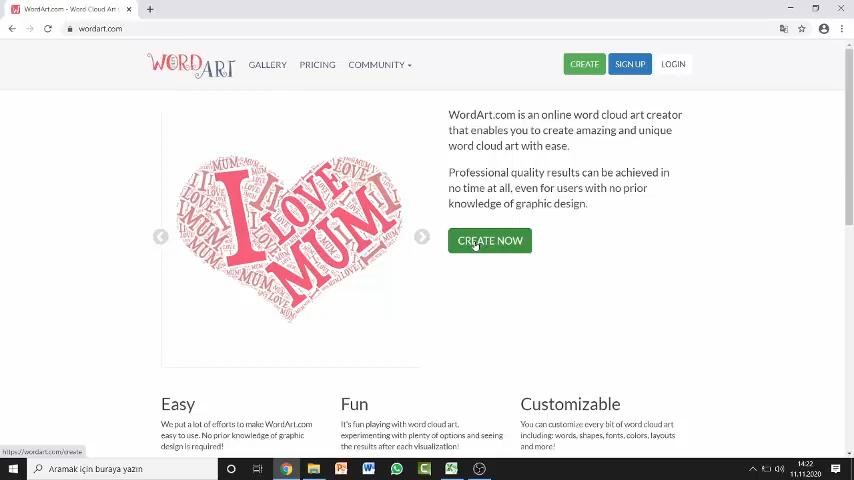 WordArt.com - Word Cloud Art C
wordart.com
WORD ART
GALLERY
PRICING
COMMUNITY
CREATE
SIGN UP
LOGIN
WordArt.com is an online word cloud art creator
that enables you to create amazing and unique
word cloud art with ease.
Professional quality results can be achieved in
no time at all, even for users with no prior
knowledge of graphic design.
CREATE NOW
I LOVE MUM
Easy
We put a lot of efforts to make WordArt.com
easy to use. No prior knowledge of graphic
design is required!
Fun
It's fun playing with word cloud art,
experimenting with plenty of options and seeing
the results after each visualization!
Customizable
You can customize every bit of word cloud art
including: words, shapes, fonts, colors, layouts
and more!
https://wordart.com/create
Aramak için buraya yazın
14:22
11.11.2020